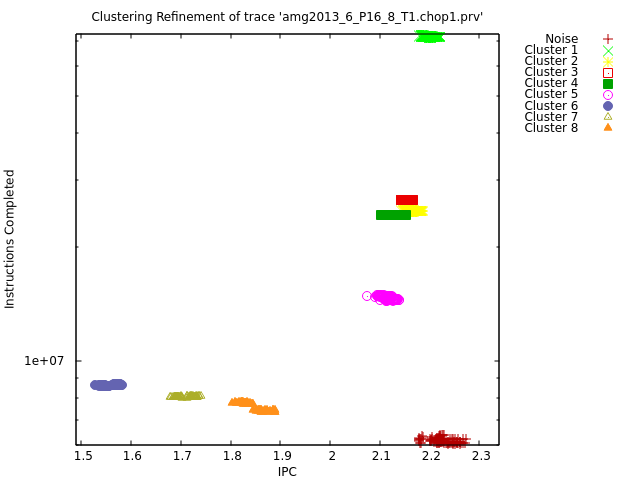 Clustering Refinement of trace 'amg2013_6_P16_8_T1.chop1.prv'
Noise
Cluster 1
Cluster 2
Cluster 3
Cluster 4
Cluster 5
Cluster 6
Cluster 7
Cluster 8
Instructions Completed
1e+07
1.5 1.6 1.7 1.8 1.9 2 2.1 2.2 2.3
IPC